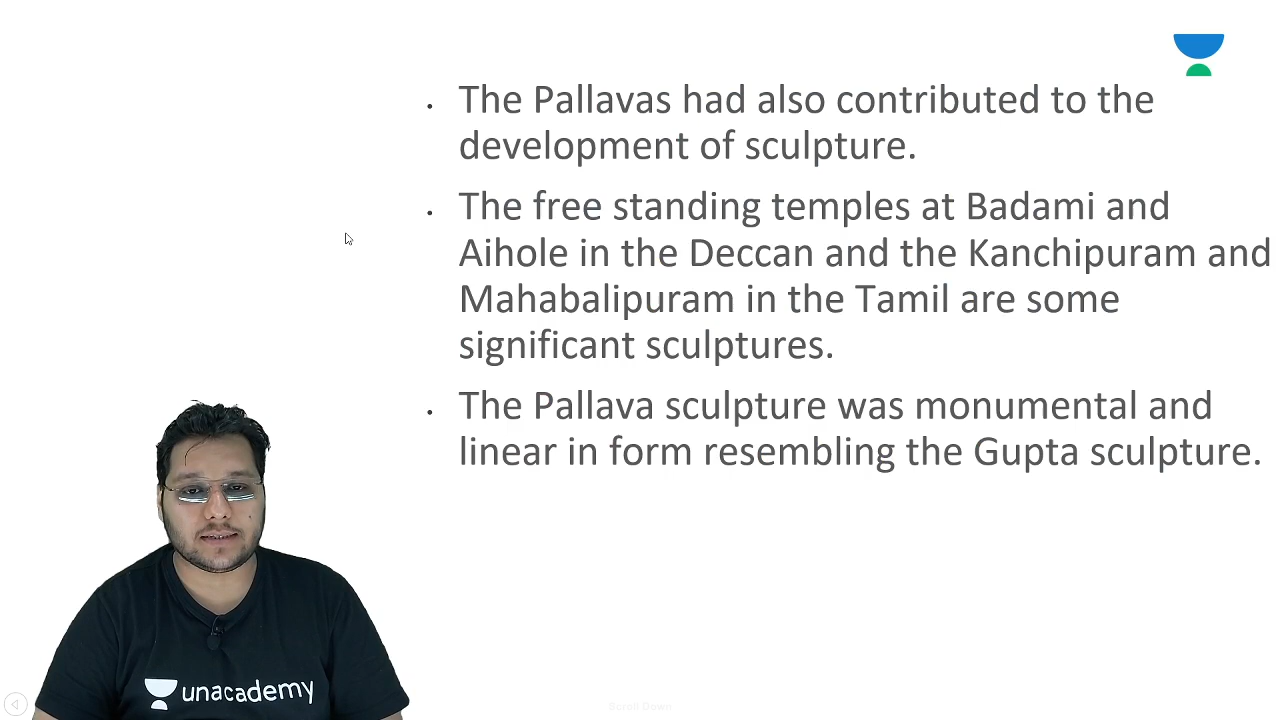 • The Pallavas had also contributed to the
development of sculpture.
• The free standing temples at Badami and
Aihole in the Deccan and the Kanchipuram and
Mahabalipuram in the Tamil are some
significant sculptures.
• The Pallava sculpture was monumental and
linear in form resembling the Gupta sculpture.
unacademy
Scroll Down